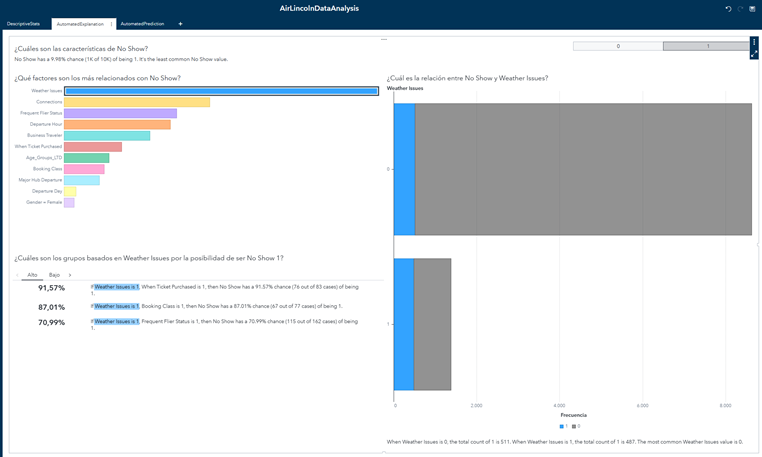 AirLincolnDataAnalysis
DescriptiveStats
AutomatedExplanation
AutomatedPrediction
+
¿Cuáles son las características de No Show?
No Show has a 9.98% chance (1K of 10K) of being 1. It's the least common No Show value.
0
1
¿Qué factores son los más relacionados con No Show?
Weather Issues
Connections
Frequent Flier Status
Departure Hour
Business Traveler
When Ticket Purchased
Age_Groups_LTD
Booking Class
Major Hub Departure
Departure Day
Gender = Female
¿Cuáles son los grupos basados en Weather Issues por la posibilidad de ser No Show 1?
Alto
Bajo
91,57%
If Weather Issues is 1, When Ticket Purchased is 1, then No Show has a 91.57% chance (76 out of 83 cases) of being
1.
87,01%
If Weather Issues is 1, Booking Class is 1, then No Show has a 87.01% chance (67 out of 77 cases) of being 1.
70,99%
If Weather Issues is 1, Frequent Flier Status is 1, then No Show has a 70.99% chance (115 out of 162 cases) of being
1.
¿Cuál es la relación entre No Show y Weather Issues?
Weather Issues
0
1
0
2.000
4.000
6.000
8.000
Frecuencia
1
0
When Weather Issues is 0, the total count of 1 is 511. When Weather Issues is 1, the total count of 1 is 487. The most common Weather Issues value is 0.